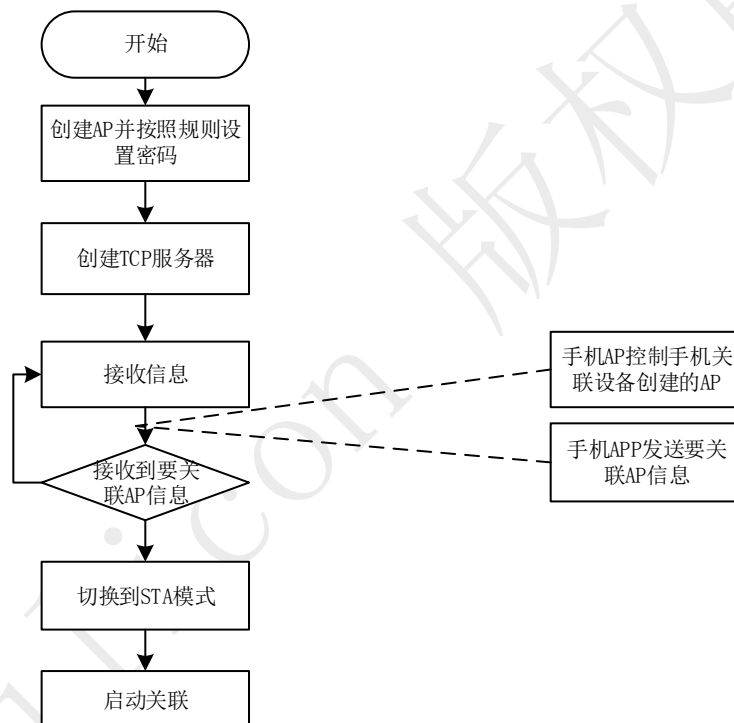 开始
创建AP并按照规则设
置密码
创建TCP服务器
接收信息
手机AP控制手机关
联设备创建的AP
手机APP发送要关
联AP信息
接收到要关
联AP信息
切换到STA模式
启动关联
版权
con